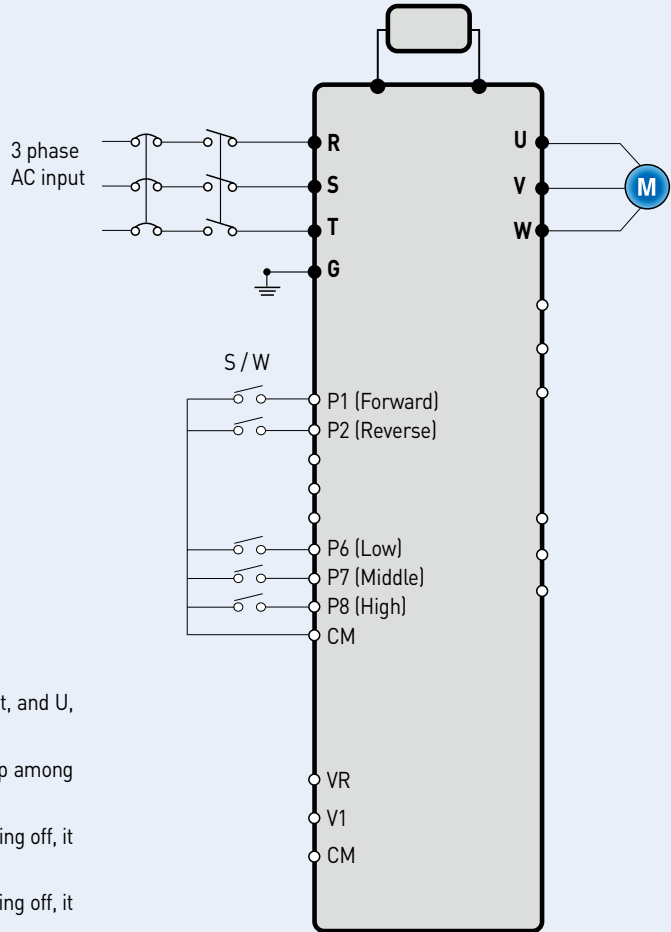 3 phase
AC input
R
S
T
G
U
V
W
M
S / W
P1 (Forward)
P2 (Reverse)
P6 (Low)
P7 (Middle)
P8 (High)
CM
t, and U,
p among
ing off, it
ing off, it
VR
V1
CM